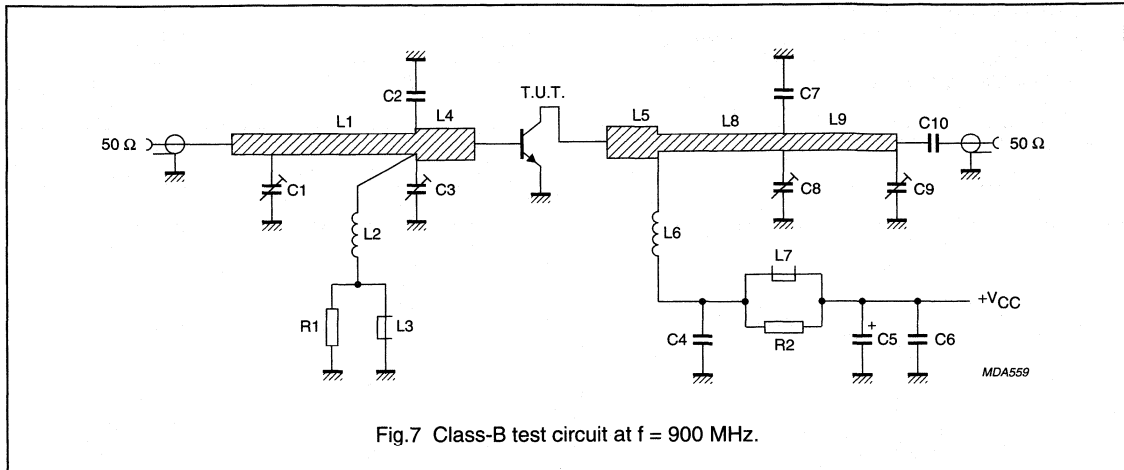 C2
C7
T.U.T.
L1
L4
L5
L8
L9
C10
50 Ω
50 Ω
C1
C3
C8
C9
L2
L6
L7
R1
L3
+VCC
C4
R2
+
C5
C6
MDA559
Fig.7 Class-B test circuit at f = 900 MHz.